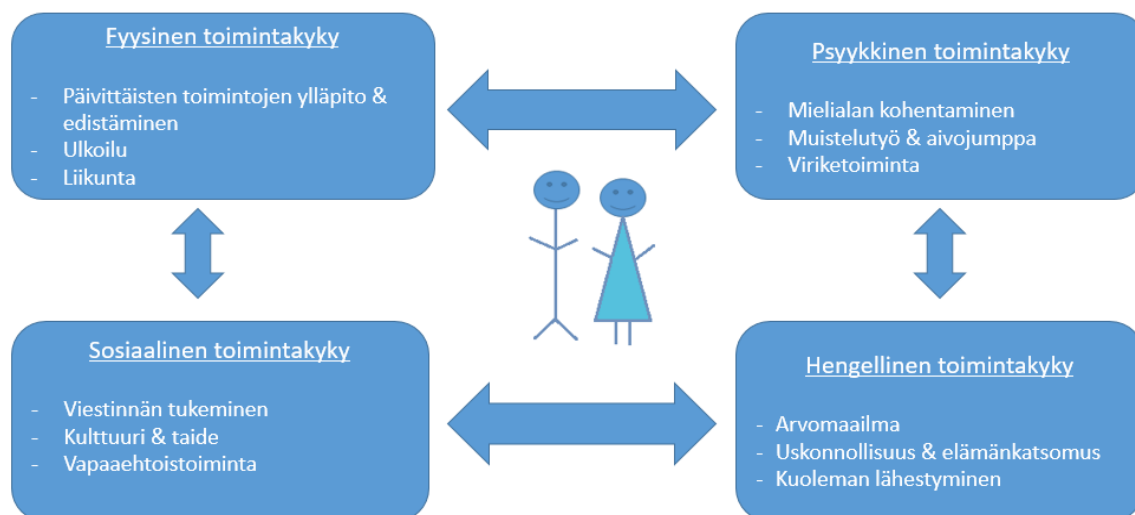 Fyysinen toimintakyky
- Päivittäisten toimintojen ylläpito &
edistäminen
- Ulkoilu
- Liikunta
Psyykkinen toimintakyky
- Mielialan kohentaminen
- Muistelutyö & aivojumppa
- Viriketoiminta
Sosiaalinen toimintakyky
- Viestinnän tukeminen
- Kulttuuri & taide
- Vapaaehtoistoiminta
Hengellinen toimintakyky
- Arvomaailma
- Uskonnollisuus & elämänkatsomus
- Kuoleman lähestyminen